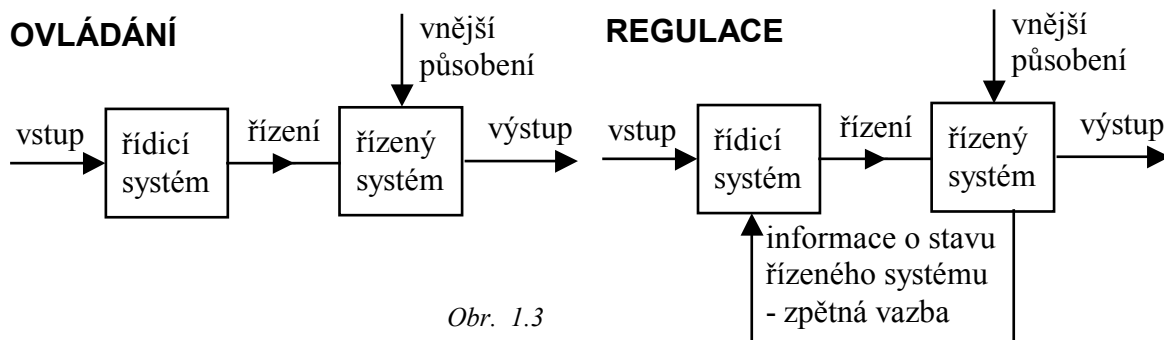 OVLÁDÁNÍ
vnější
působení
vstup
řídicí
systém
řízení
řízený
systém
výstup
REGULACE
vnější
působení
vstup
řídicí
systém
řízení
řízený
systém
výstup
informace o stavu
řízeného systému
- zpětná vazba
Obr. 1.3